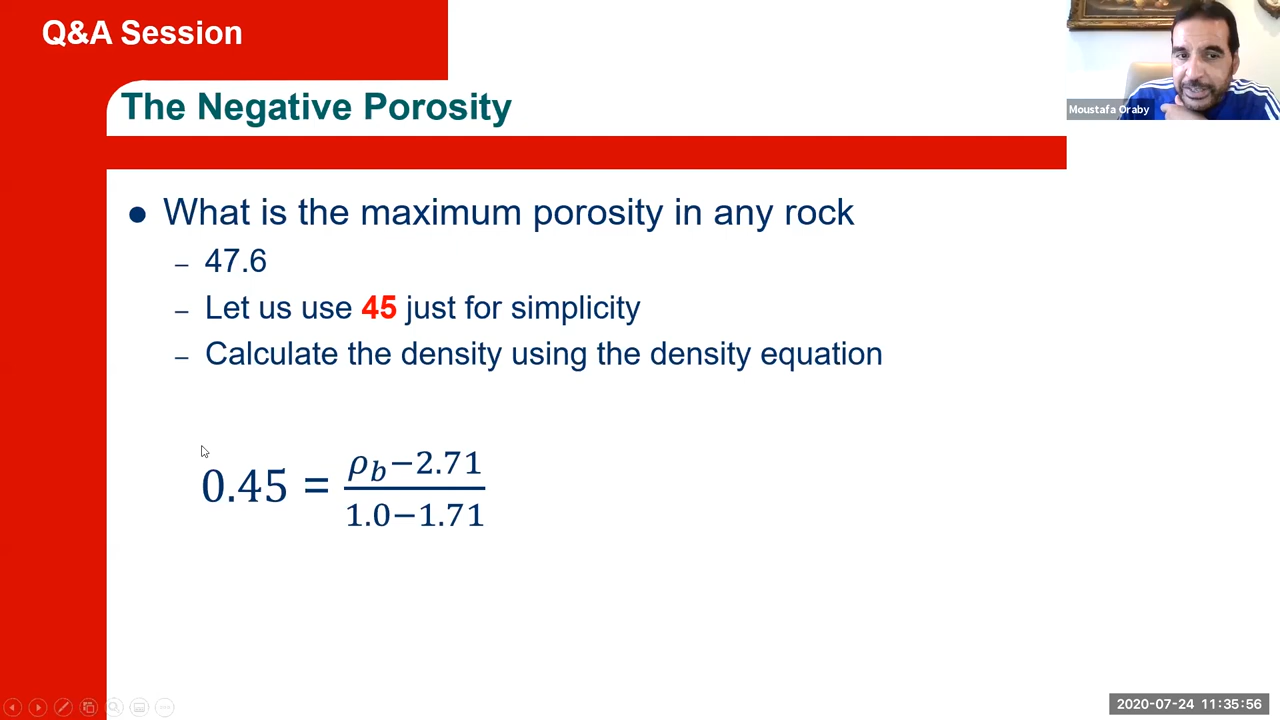 Q&A Session
The Negative Porosity
Moustafa Oraby
● What is the maximum porosity in any rock
– 47.6
– Let us use 45 just for simplicity
– Calculate the density using the density equation
0.45 = (ρ_b−2.71)/(1.0−1.71)
2020-07-24 11:35:56